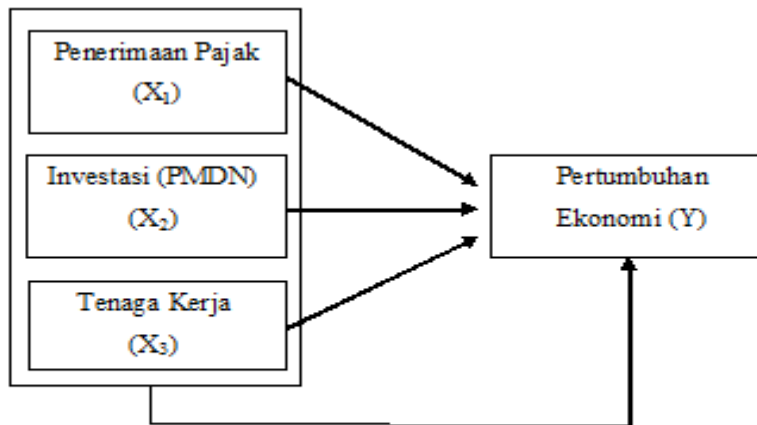 Penerimaan Pajak
(X₁)
Investasi (PMDN)
(X₂)
Tenaga Kerja
(X₃)
Pertumbuhan
Ekonomi (Y)